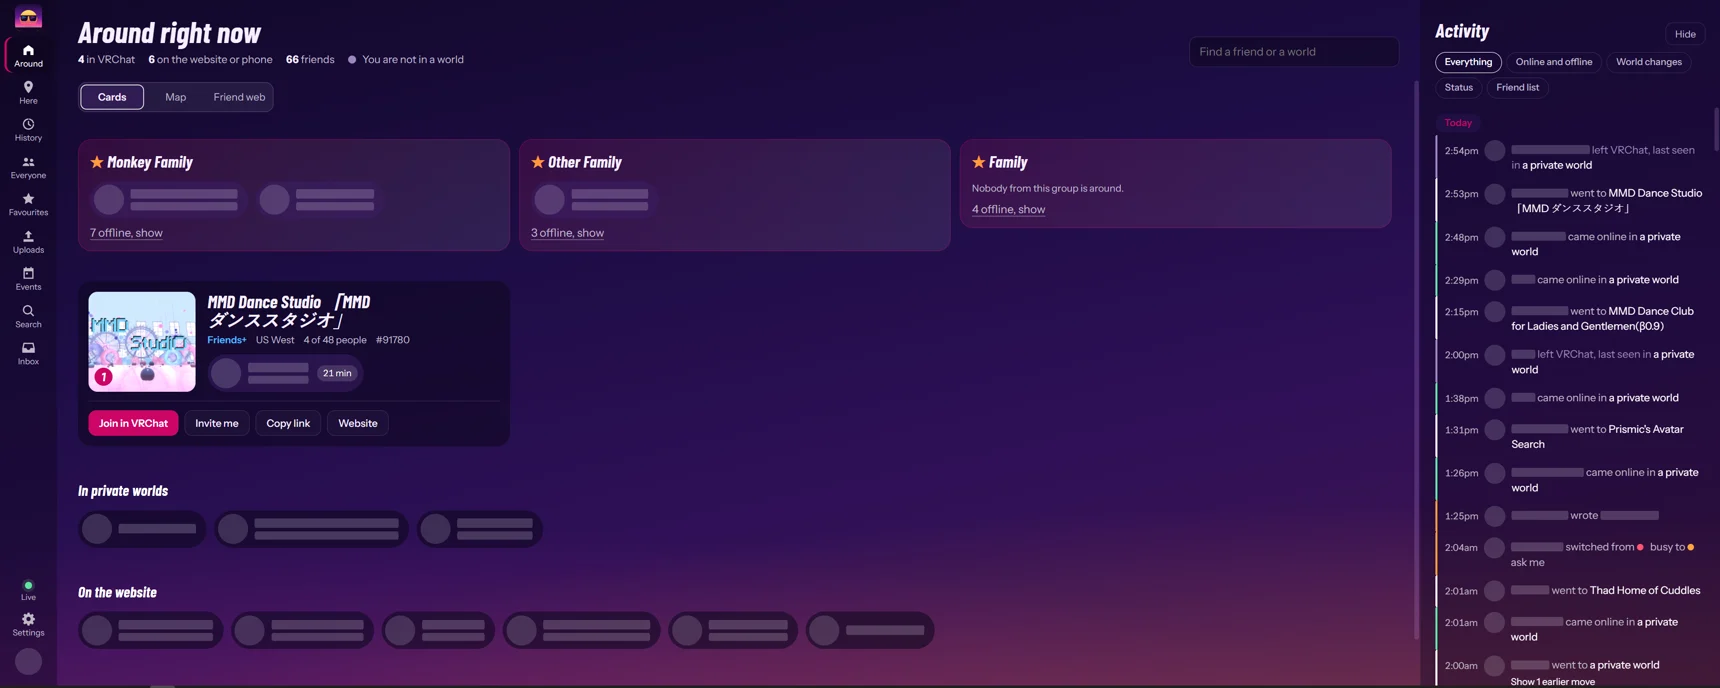 Around
Here
History
Everyone
Favourites
Uploads
Events
Search
Inbox
Live
Settings
Around right now
4 in VRChat 6 on the website or phone 66 friends You are not in a world
Find a friend or a world
Cards Map Friend web
Monkey Family
7 offline, show
Other Family
3 offline, show
Family
Nobody from this group is around.
4 offline, show
MMD
StudiO
1
MMD Dance Studio 「MMD
ダンススタジオ」
Friends+ US West 4 of 48 people #91780
21 min
Join in VRChat Invite me Copy link Website
In private worlds
On the website
Activity
Hide
Everything Online and offline World changes
Status Friend list
Today
2:54pm left VRChat, last seen
in a private world
2:53pm went to MMD Dance Studio
「MMD ダンススタジオ」
2:48pm came online in a private
world
2:29pm came online in a private world
2:15pm went to MMD Dance Club
for Ladies and Gentlemen(β0.9)
2:00pm left VRChat, last seen in a private
world
1:38pm came online in a private world
1:31pm went to Prismic's Avatar
Search
1:26pm came online in a private
world
1:25pm wrote
2:04am switched from busy to
ask me
2:01am went to Thad Home of Cuddles
2:01am came online in a private
world
2:00am went to a private world
Show 1 earlier move